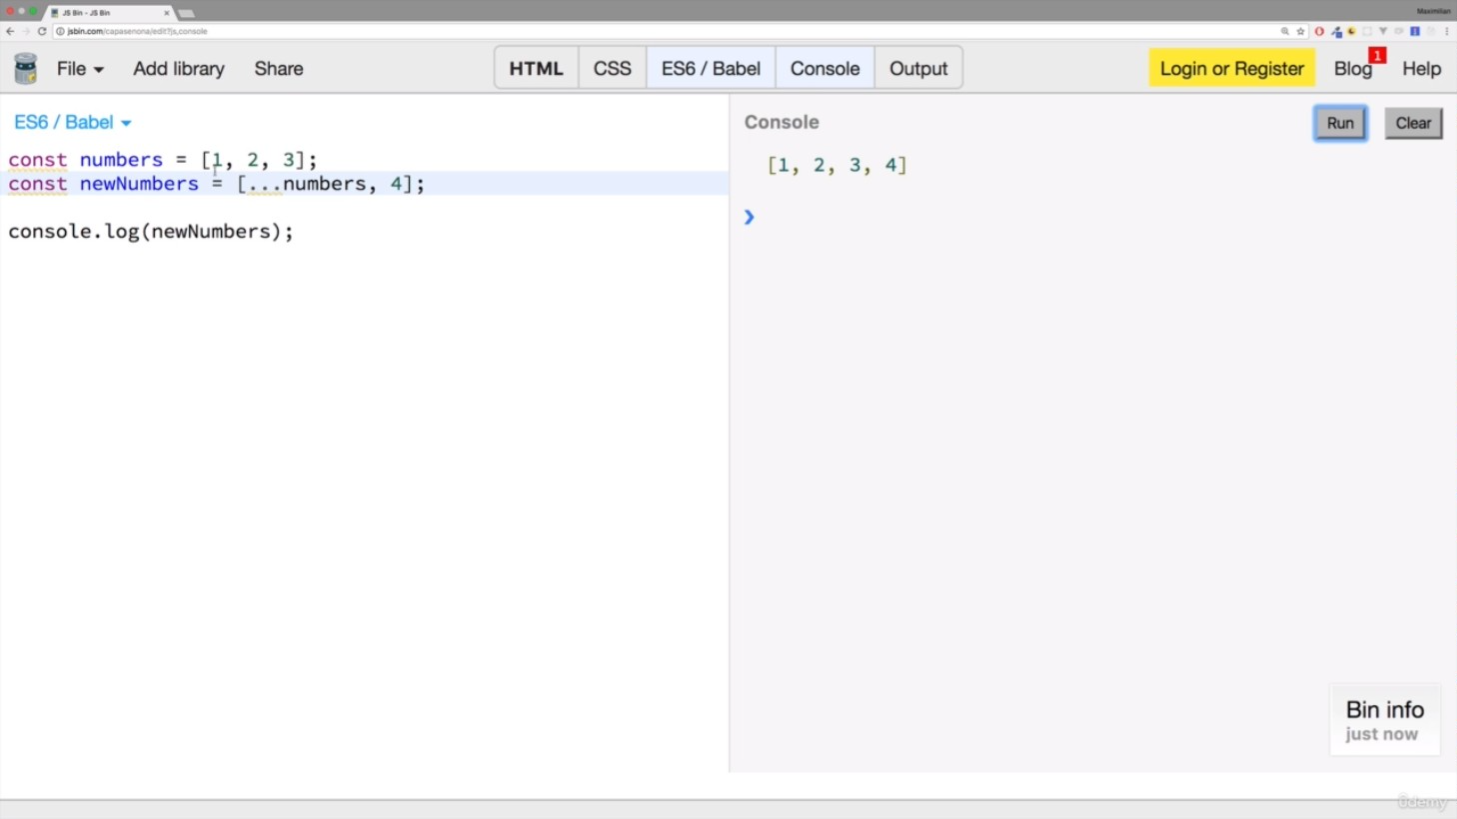 JS Bin - JS Bin
Maximilian
jsbin.com/capasenona/edit?js,console
File
Add library
Share
HTML
CSS
ES6 / Babel
Console
Output
Login or Register
Blog
1
Help
ES6 / Babel
const numbers = [1, 2, 3];
const newNumbers = [...numbers, 4];
console.log(newNumbers);
Console
Run
Clear
[1, 2, 3, 4]
Bin info
just now
ûdemy